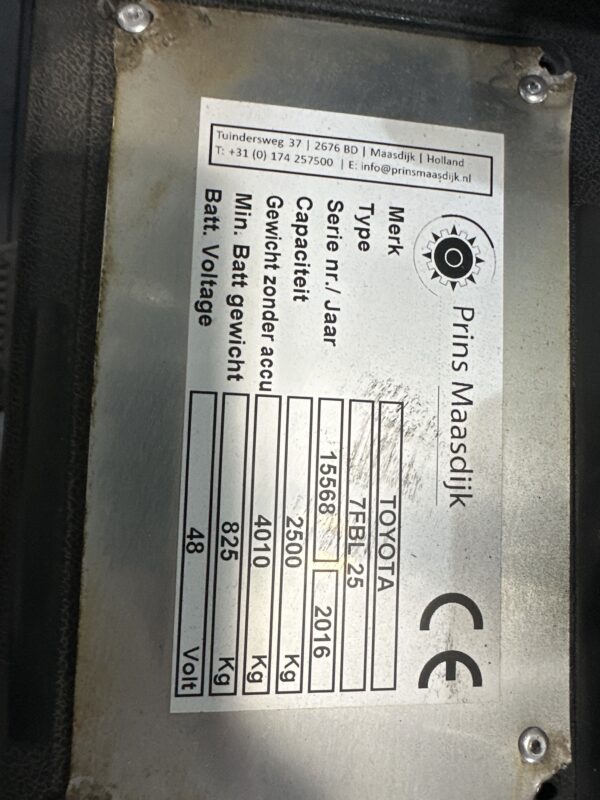 Prins Maasdijk
CE
Merk TOYOTA
Type 7FBL 25
Serie nr./ Jaar 15568 2016
Capaciteit 2500 Kg
Gewicht zonder accu 4010 Kg
Min. Batt gewicht 825 Kg
Batt. Voltage 48 Volt
Tuindersweg 37 | 2676 BD | Maasdijk | Holland
T: +31 (0) 174 257500 | E: info@prinsmaasdijk.nl